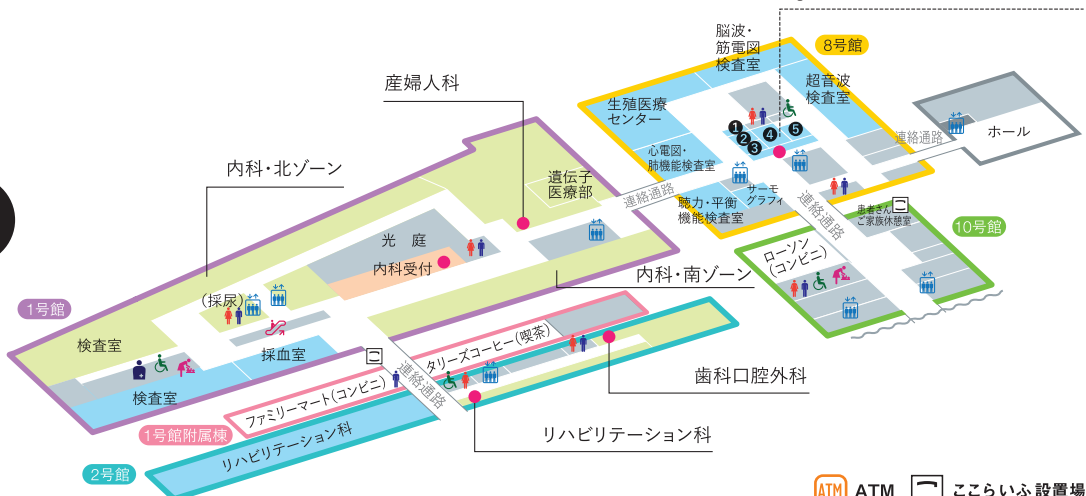 脳波・
筋電図
検査室
8号館
超音波
検査室
産婦人科
生殖医療
センター
❶
❷
❸
❹
❺
連絡通路
ホール
心電図・
肺機能検査室
内科・北ゾーン
遺伝子
医療部
連絡通路
聴力・平衡
機能検査室
サーモ
グラフィ
連絡通路
患者さん
ご家族休憩室
10号館
光 庭
内科受付
内科・南ゾーン
ローソン
(コンビニ)
1号館
(採尿)
検査室
採血室
検査室
タリーズコーヒー(喫茶)
連絡通路
ファミリーマート(コンビニ)
歯科口腔外科
1号館附属棟
リハビリテーション科
リハビリテーション科
2号館
ATM ATM ここらいふ設置場